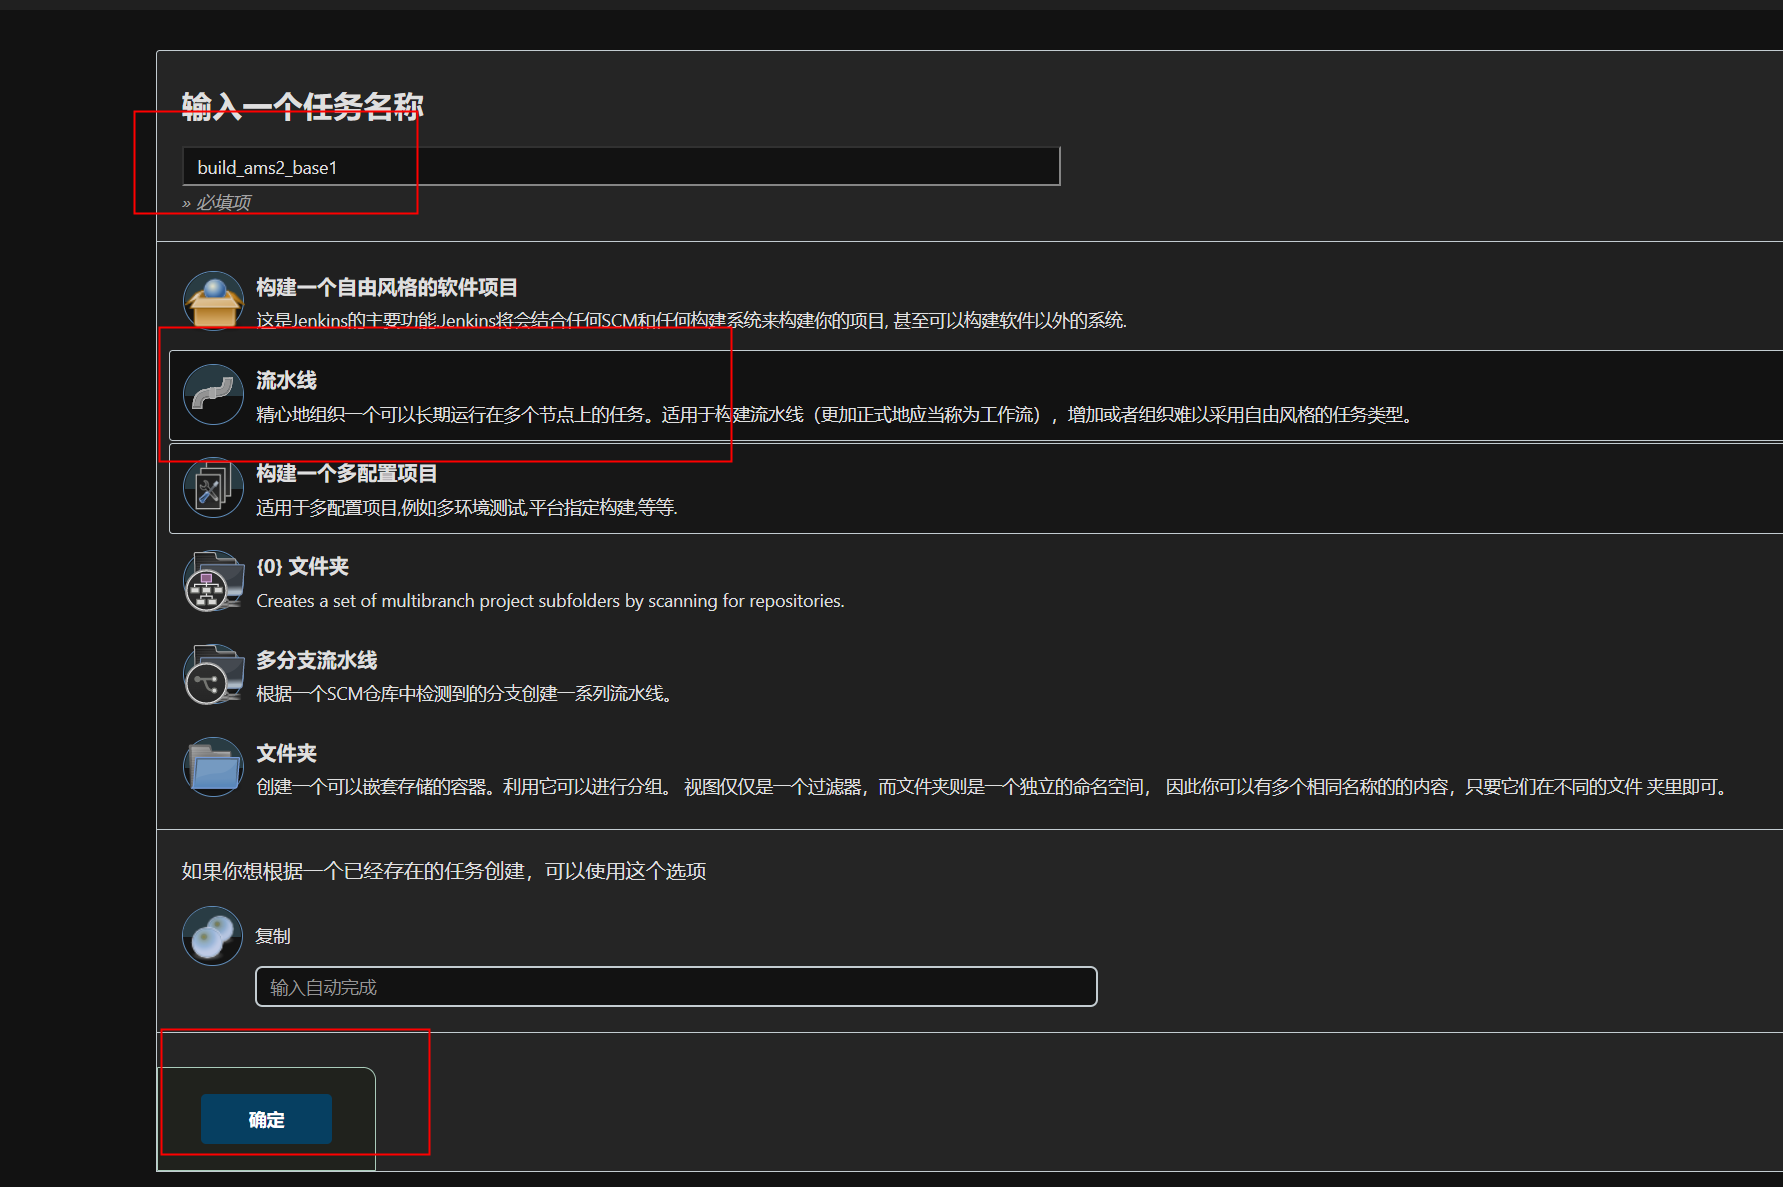 输入一个任务名称
build_ams2_base1
» 必填项
构建一个自由风格的软件项目
这是Jenkins的主要功能.Jenkins将会结合任何SCM和任何构建系统来构建你的项目, 甚至可以构建软件以外的系统.
流水线
精心地组织一个可以长期运行在多个节点上的任务。适用于构建流水线（更加正式地应当称为工作流），增加或者组织难以采用自由风格的任务类型。
构建一个多配置项目
适用于多配置项目,例如多环境测试,平台指定构建,等等.
{0} 文件夹
Creates a set of multibranch project subfolders by scanning for repositories.
多分支流水线
根据一个SCM仓库中检测到的分支创建一系列流水线。
文件夹
创建一个可以嵌套存储的容器。利用它可以进行分组。 视图仅仅是一个过滤器，而文件夹则是一个独立的命名空间， 因此你可以有多个相同名称的的内容，只要它们在不同的文件 夹里即可。
如果你想根据一个已经存在的任务创建，可以使用这个选项
复制
输入自动完成
确定